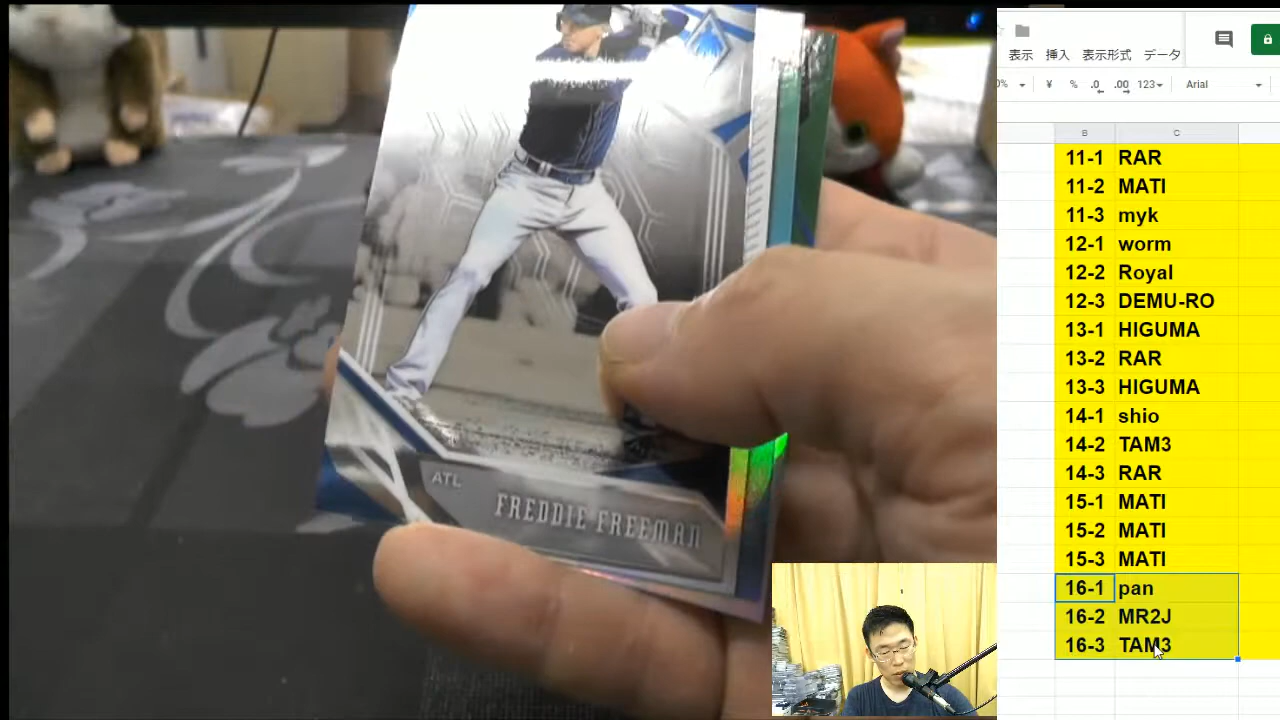 ATL
FREDDIE FREEMAN
表示 挿入 表示形式 データ
% ¥ % .0 .00 123 Arial
B C
11-1 RAR
11-2 MATI
11-3 myk
12-1 worm
12-2 Royal
12-3 DEMU-RO
13-1 HIGUMA
13-2 RAR
13-3 HIGUMA
14-1 shio
14-2 TAM3
14-3 RAR
15-1 MATI
15-2 MATI
15-3 MATI
16-1 pan
16-2 MR2J
16-3 TAM3